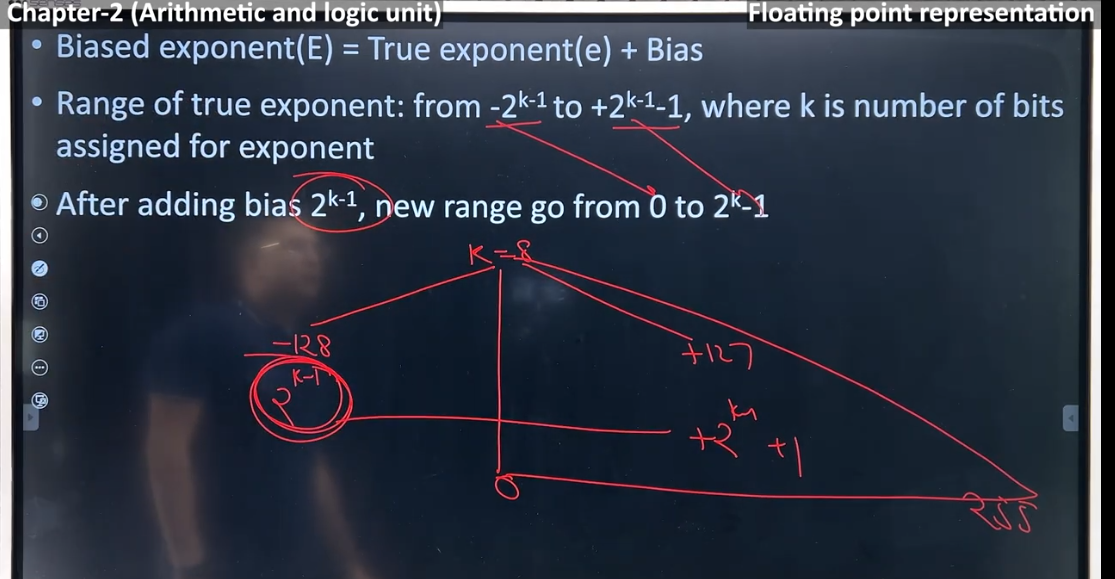 Chapter-2 (Arithmetic and logic unit)
Floating point representation
• Biased exponent(E) = True exponent(e) + Bias
• Range of true exponent: from -2^k-1 to +2^k-1-1, where k is number of bits
assigned for exponent
• After adding bias 2^k-1, new range go from 0 to 2^k-1
K = 8
-128
+127
2^K-1
+2^K-1 +1
0
255